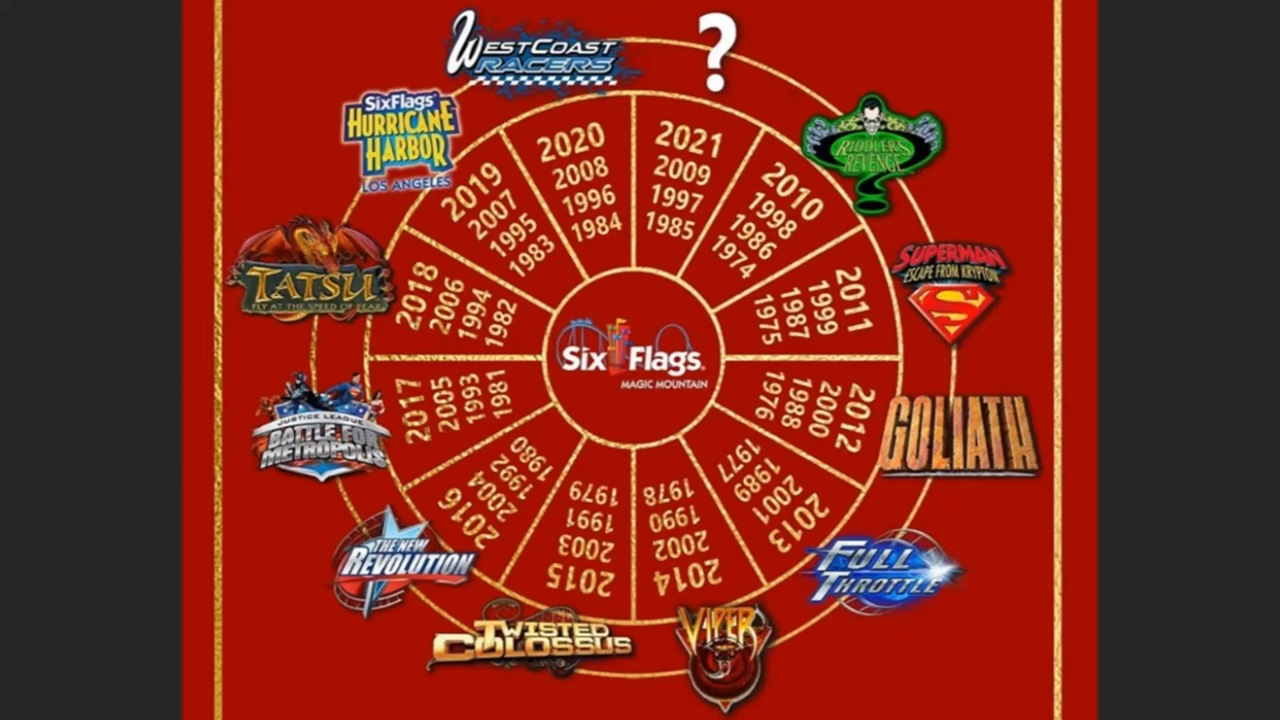 WEST COAST
RACERS
?
SixFlags
HURRICANE
HARBOR
LOS ANGELES
RIDDLER'S
REVENGE
TATSU
FLY AT THE SPEED OF FEAR
SUPERMAN
ESCAPE FROM KRYPTON
S
JUSTICE LEAGUE
BATTLE FOR
METROPOLIS
GOLIATH
THE NEW
REVOLUTION
FULL
THROTTLE
TWISTED
COLOSSUS
VIPER
2021
2009
1997
1985
2010
1998
1986
1974
2011
1999
1987
1975
2012
2000
1988
1976
2013
2001
1989
1977
2014
2002
1990
1978
2015
2003
1991
1979
2016
2004
1992
1980
2017
2005
1993
1981
2018
2006
1994
1982
2019
2007
1995
1983
2020
2008
1996
1984
Six Flags
MAGIC MOUNTAIN